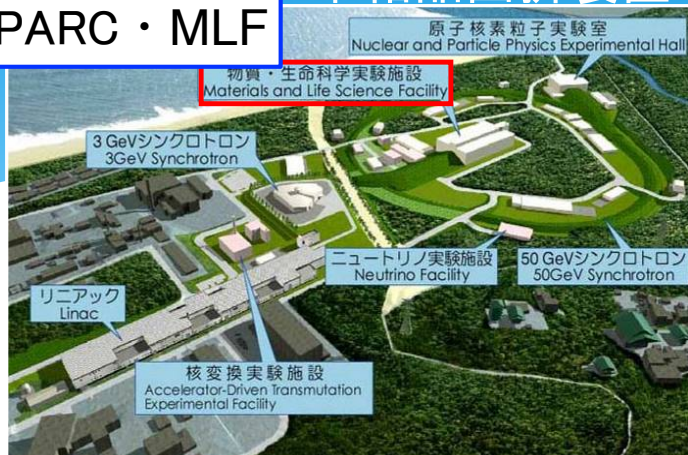 PARC・MLF
原子核素粒子実験室
Nuclear and Particle Physics Experimental Hall
物質・生命科学実験施設
Materials and Life Science Facility
3 GeVシンクロトロン
3GeV Synchrotron
ニュートリノ実験施設
Neutrino Facility
50 GeVシンクロトロン
50GeV Synchrotron
リニアック
Linac
核変換実験施設
Accelerator-Driven Transmutation
Experimental Facility